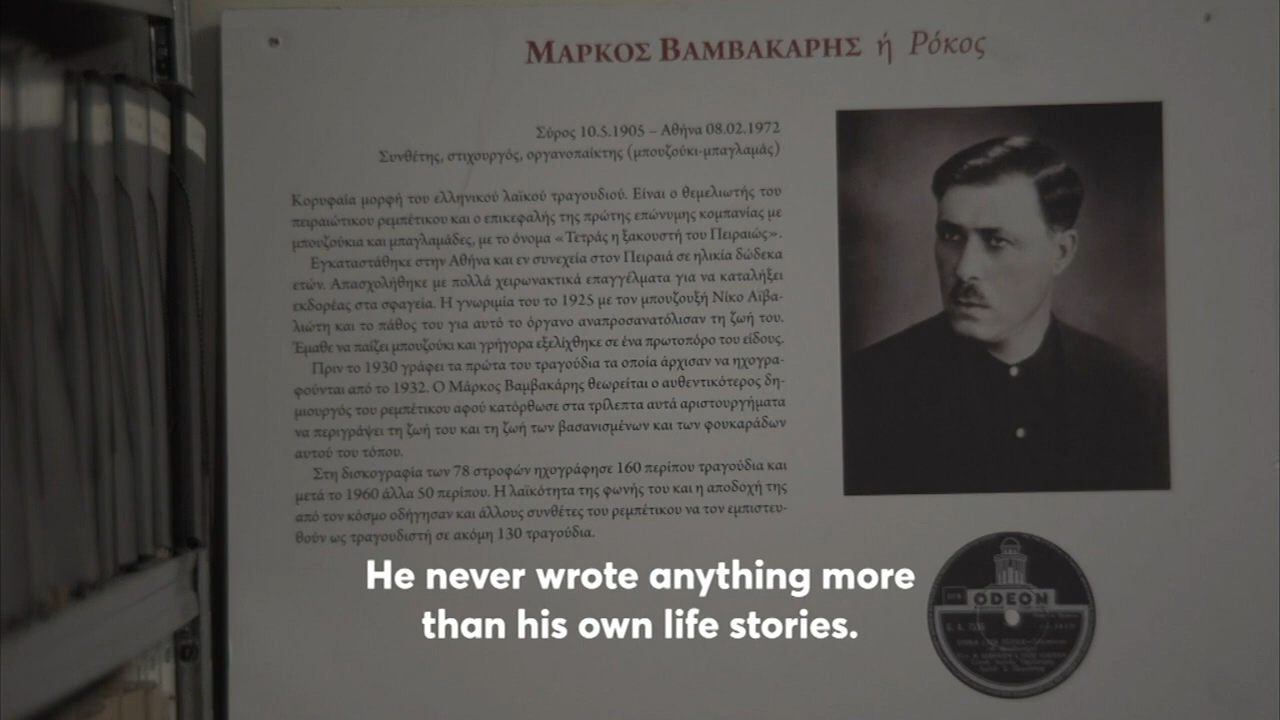 ΜΑΡΚΟΣ ΒΑΜΒΑΚΑΡΗΣ ή Ρόκος
Σύρος 10.5.1905 – Αθήνα 08.02.1972
Συνθέτης, στιχουργός, οργανοπαίκτης (μπουζούκι-μπαγλαμάς)
Κορυφαία μορφή του ελληνικού λαϊκού τραγουδιού. Είναι ο θεμελιωτής του
πειραιώτικου ρεμπέτικου και ο επικεφαλής της πρώτης επώνυμης κομπανίας με
μπουζούκια και μπαγλαμάδες, με το όνομα «Τετράς η ξακουστή του Πειραιώς».
Εγκαταστάθηκε στην Αθήνα και εν συνεχεία στον Πειραιά σε ηλικία δώδεκα
ετών. Απασχολήθηκε με πολλά χειρωνακτικά επαγγέλματα για να καταλήξει
εκδορέας στα σφαγεία. Η γνωριμία του το 1925 με τον μπουζουξή Νίκο Αϊβα-
λιώτη και το πάθος του για αυτό το όργανο αναπροσανατόλισαν τη ζωή του.
Έμαθε να παίζει μπουζούκι και γρήγορα εξελίχθηκε σε ένα πρωτοπόρο του είδους.
Πριν το 1930 γράφει τα πρώτα του τραγούδια τα οποία άρχισαν να ηχογρα-
φούνται από το 1932. Ο Μάρκος Βαμβακάρης θεωρείται ο αυθεντικότερος δη-
μιουργός του ρεμπέτικου αφού κατόρθωσε στα τρίλεπτα αυτά αριστουργήματα
να περιγράψει τη ζωή του και τη ζωή των βασανισμένων και των φουκαράδων
αυτού του τόπου.
Στη δισκογραφία των 78 στροφών ηχογράφησε 160 περίπου τραγούδια και
μετά το 1960 άλλα 50 περίπου. Η λαϊκότητα της φωνής του και η αποδοχή της
από τον κόσμο οδήγησαν και άλλους συνθέτες του ρεμπέτικου να τον εμπιστευ-
θούν ως τραγουδιστή σε ακόμη 130 τραγούδια.
He never wrote anything more
than his own life stories.
ODEON